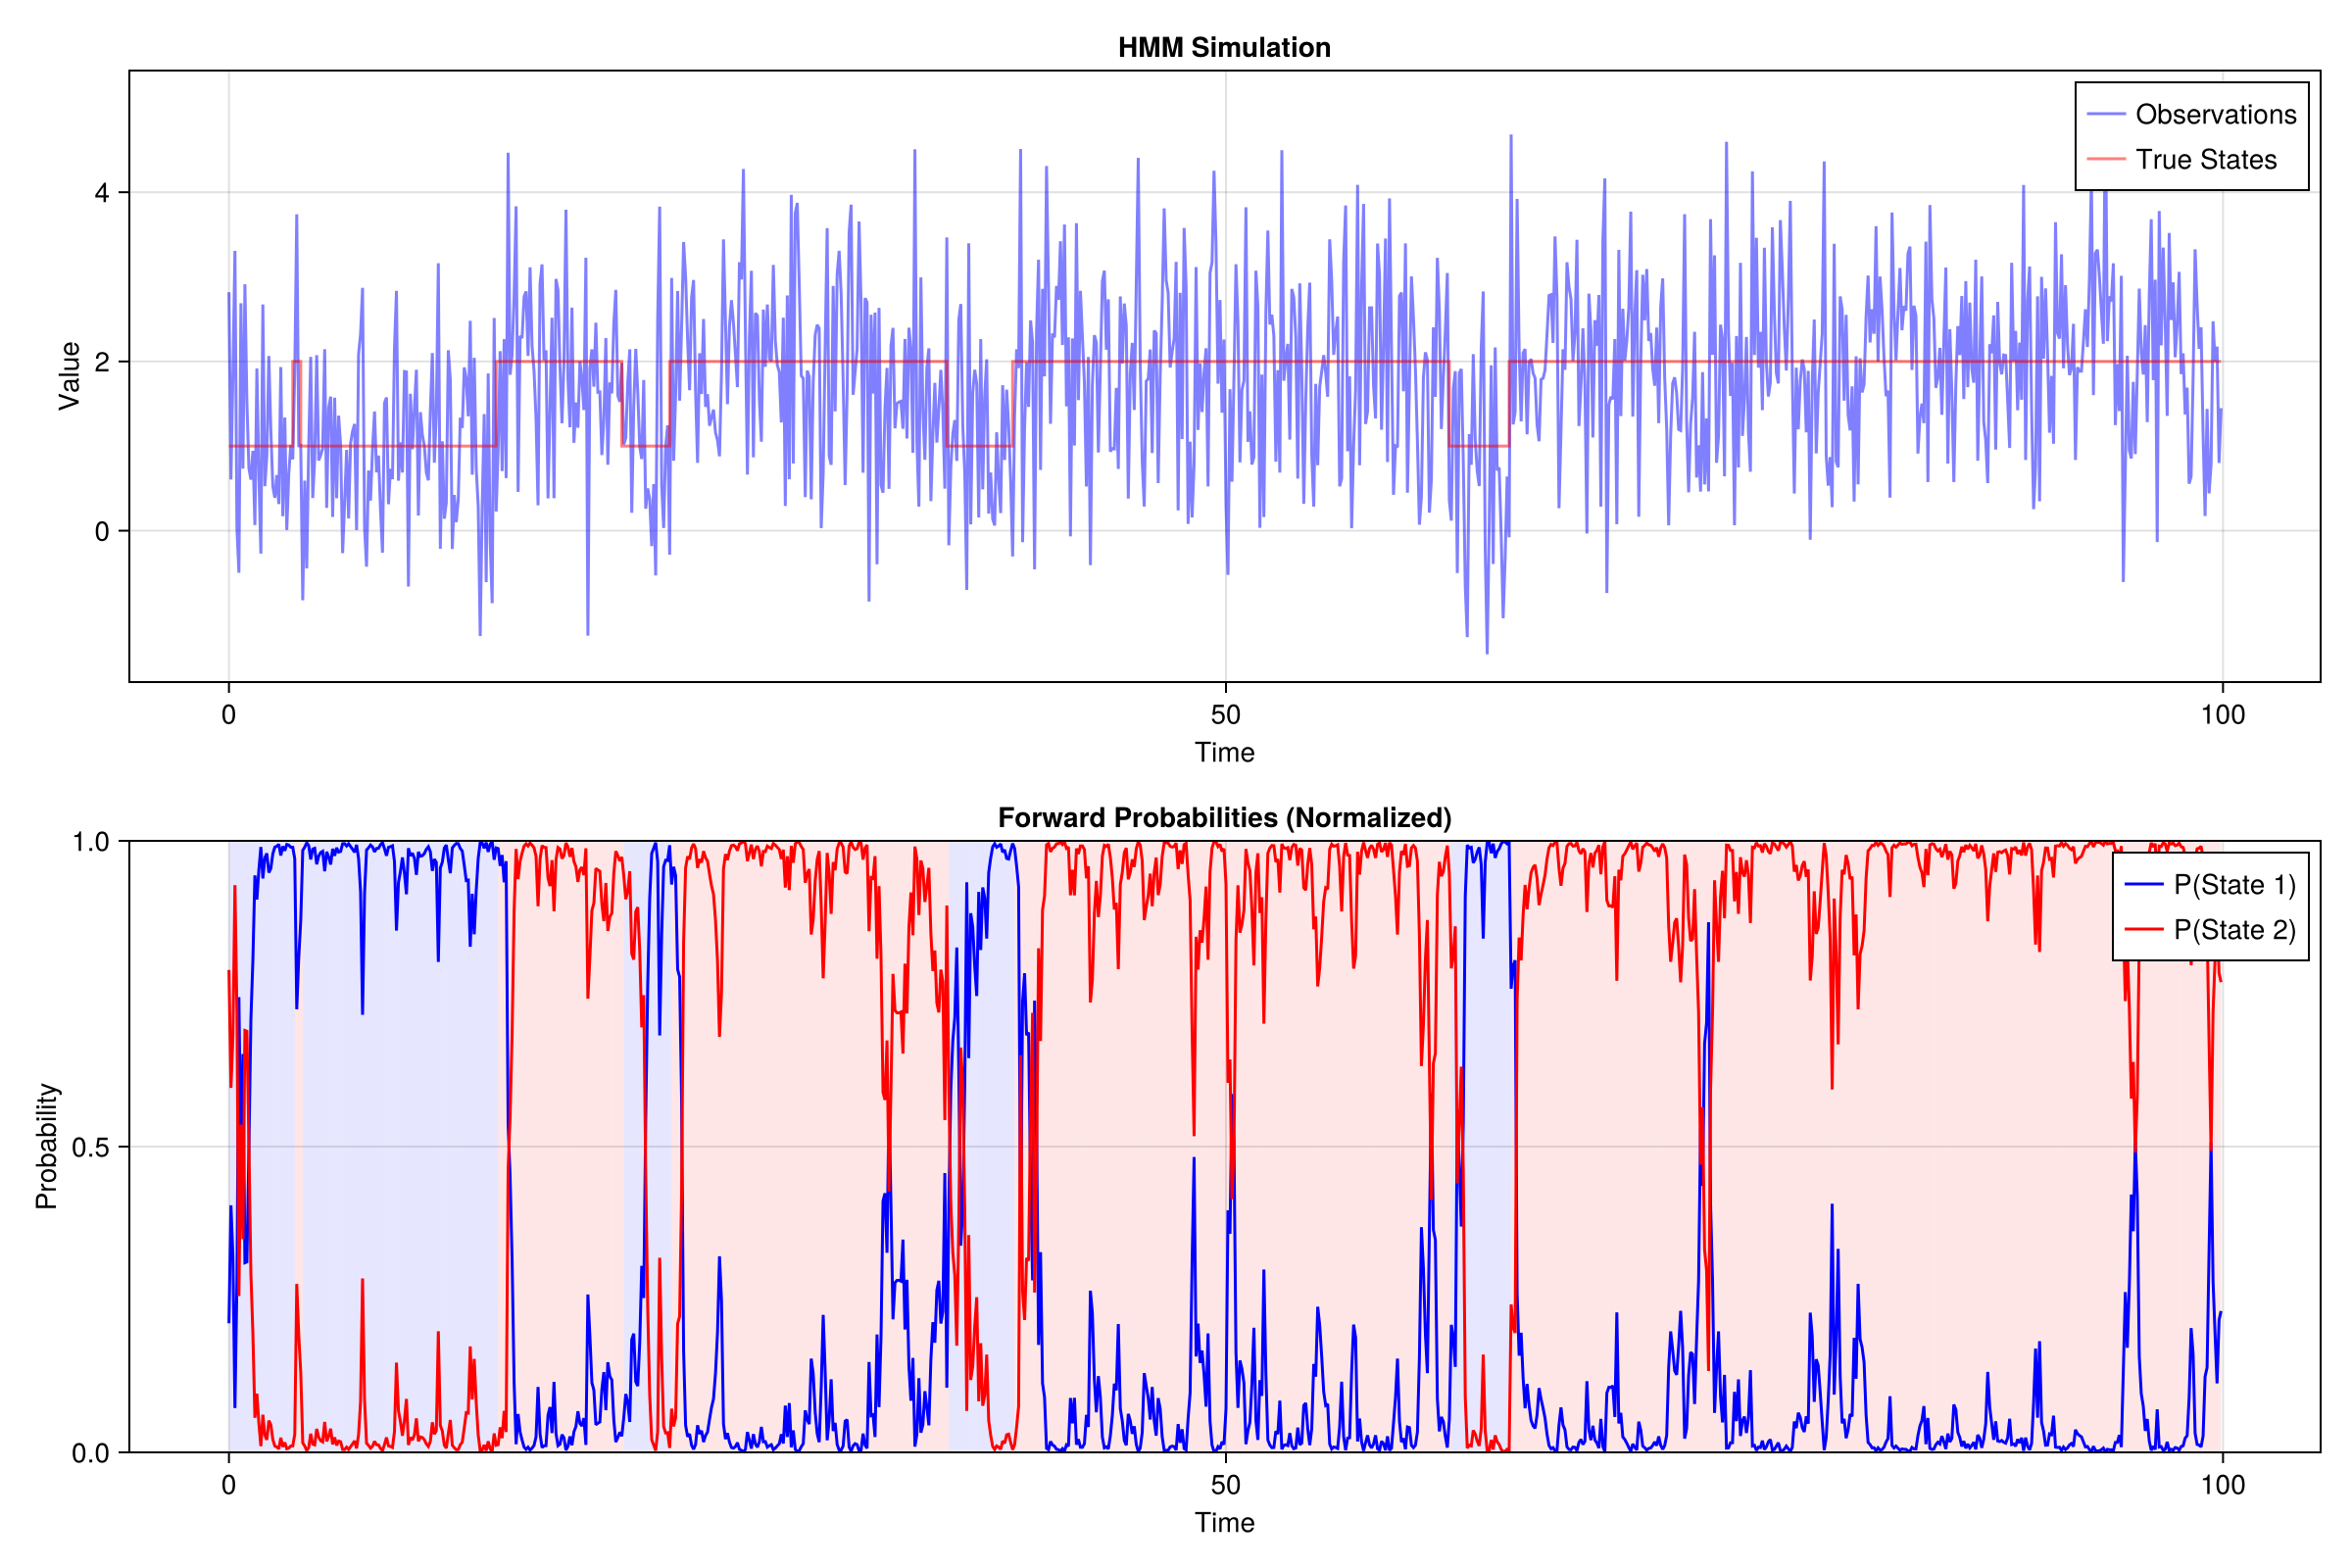 HMM Simulation
Observations
True States
Value
4
2
0
0
50
100
Time
Forward Probabilities (Normalized)
P(State 1)
P(State 2)
Probability
1.0
0.5
0.0
0
50
100
Time